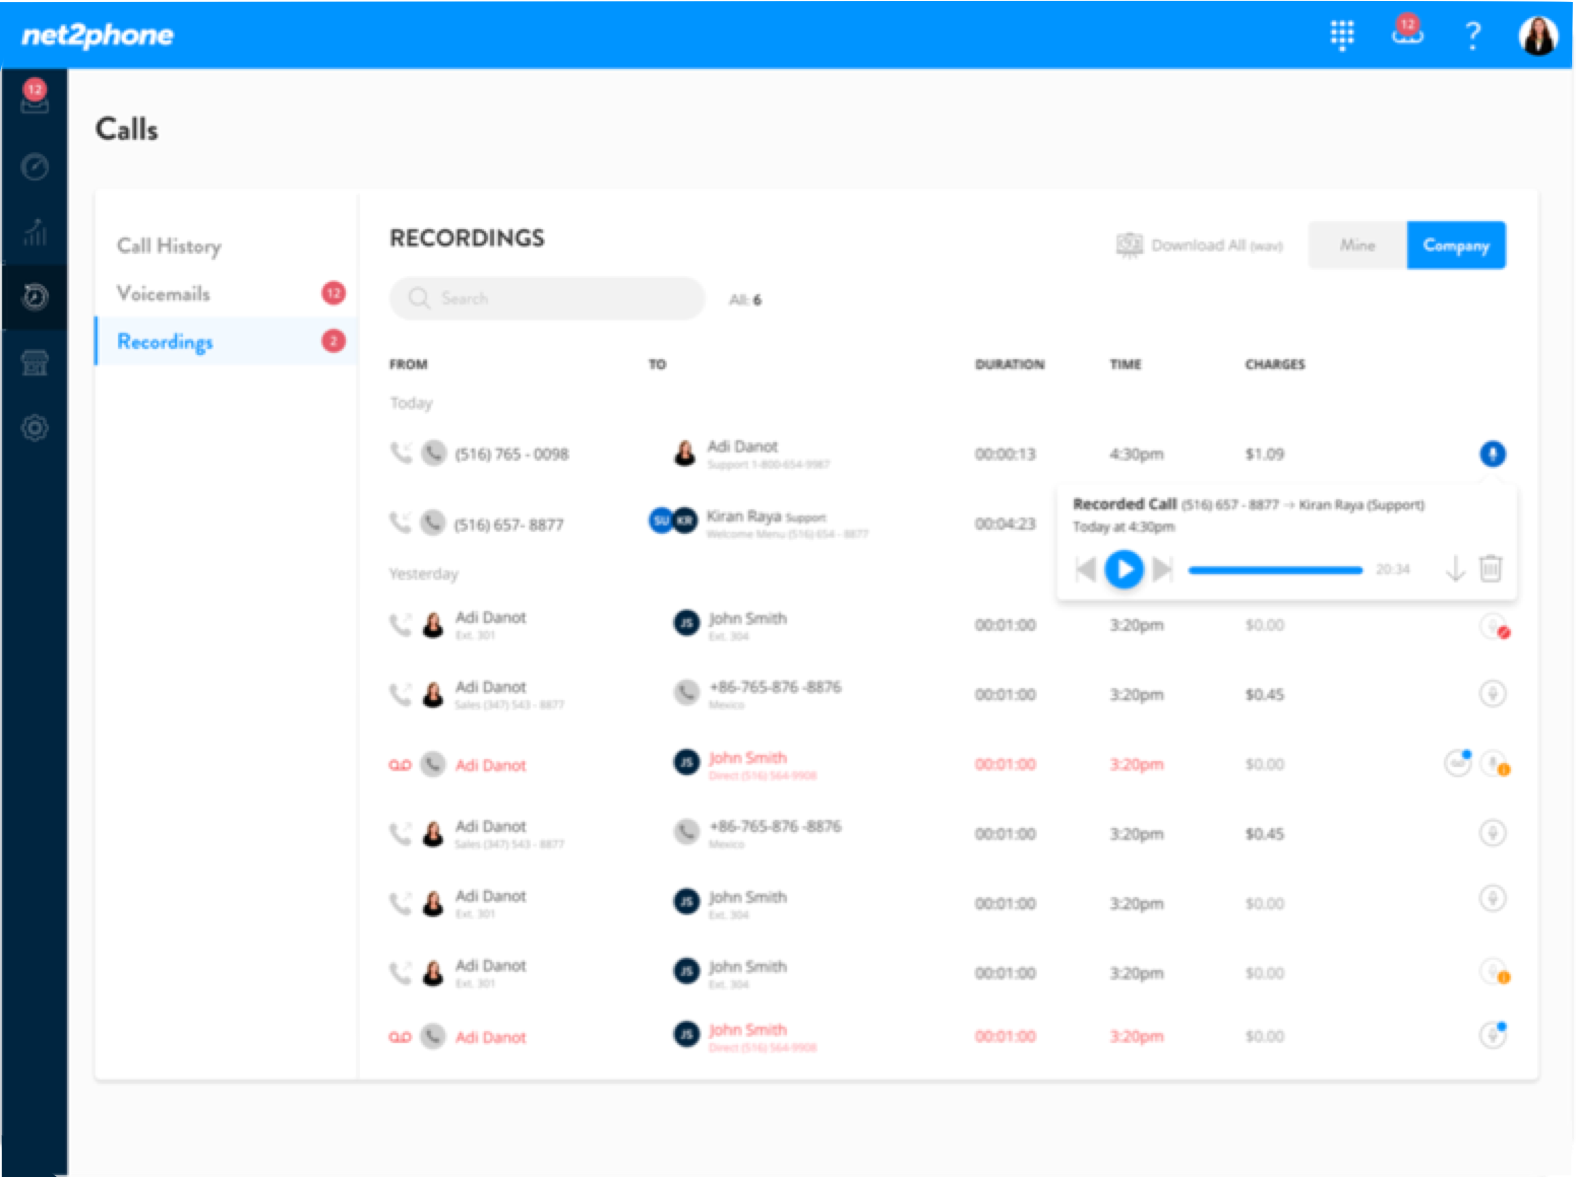 net2phone
12
12
Calls
Call History
Voicemails 12
Recordings 2
RECORDINGS
Download All (wav)
Mine
Company
Search
All: 6
FROM TO DURATION TIME CHARGES
Today
(516) 765 - 0098 Adi Danot 00:00:13 4:30pm $1.09
Support 1-800-654-9987
(516) 657- 8877 SU KR Kiran Raya Support 00:04:23
Welcome Menu (516) 654 - 8877
Recorded Call (516) 657 - 8877 → Kiran Raya (Support)
Today at 4:30pm
20:34
Yesterday
Adi Danot JS John Smith 00:01:00 3:20pm $0.00
Ext. 301 Ext. 304
Adi Danot +86-765-876 -8876 00:01:00 3:20pm $0.45
Sales (347) 543 - 8877 Mexico
Adi Danot JS John Smith 00:01:00 3:20pm $0.00
Direct (516) 564-9908
Adi Danot +86-765-876 -8876 00:01:00 3:20pm $0.45
Sales (347) 543 - 8877 Mexico
Adi Danot JS John Smith 00:01:00 3:20pm $0.00
Ext. 301 Ext. 304
Adi Danot JS John Smith 00:01:00 3:20pm $0.00
Ext. 301 Ext. 304
Adi Danot JS John Smith 00:01:00 3:20pm $0.00
Direct (516) 564-9908